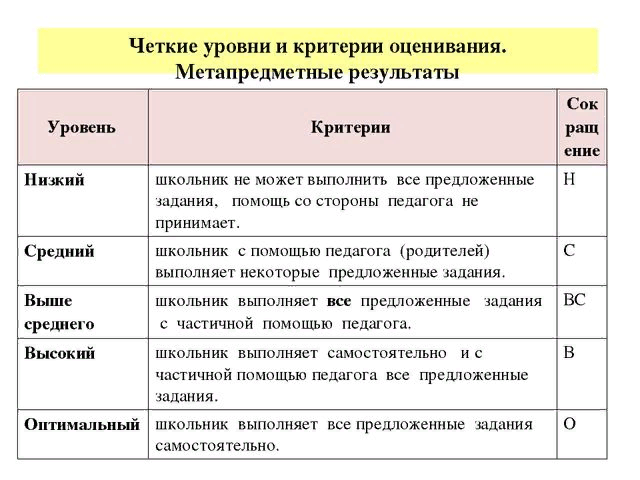 Четкие уровни и критерии оценивания.
Метапредметные результаты
Уровень
Критерии
Сок
ращ
ение
Низкий
школьник не может выполнить все предложенные
задания, помощь со стороны педагога не
принимает.
Н
Средний
школьник с помощью педагога (родителей)
выполняет некоторые предложенные задания.
С
Выше
среднего
школьник выполняет все предложенные задания
с частичной помощью педагога.
ВС
Высокий
школьник выполняет самостоятельно и с
частичной помощью педагога все предложенные
задания.
В
Оптимальный
школьник выполняет все предложенные задания
самостоятельно.
О